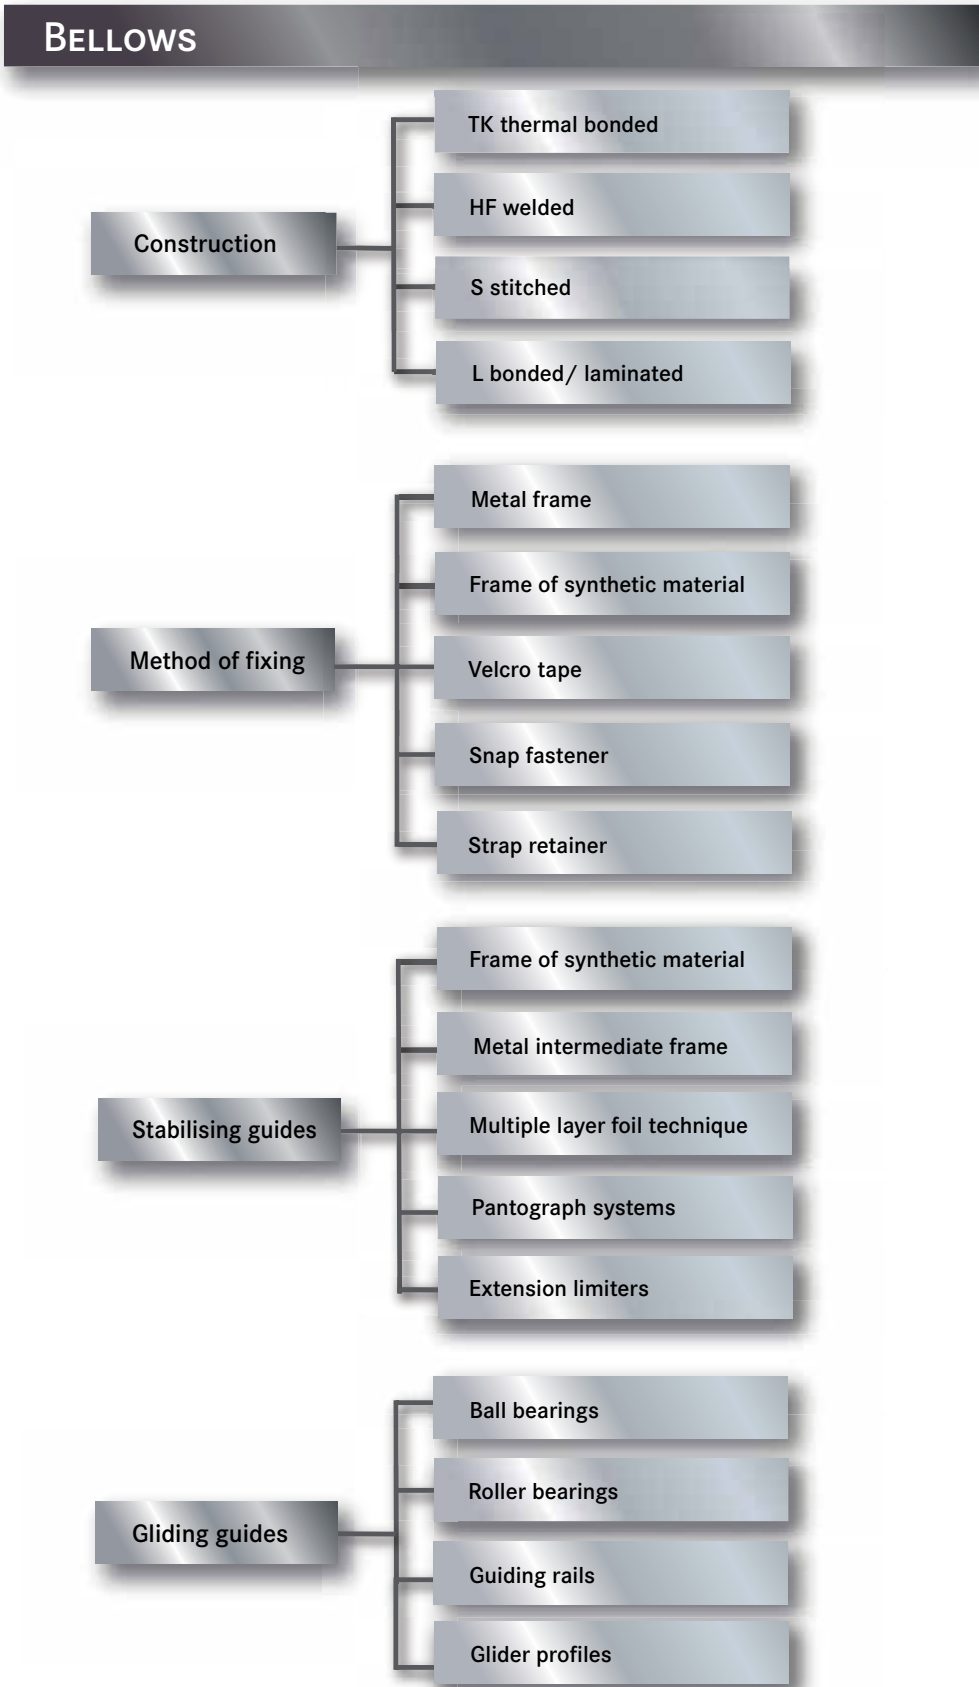 BELLOWS
Construction
TK thermal bonded
HF welded
S stitched
L bonded/ laminated
Method of fixing
Metal frame
Frame of synthetic material
Velcro tape
Snap fastener
Strap retainer
Stabilising guides
Frame of synthetic material
Metal intermediate frame
Multiple layer foil technique
Pantograph systems
Extension limiters
Gliding guides
Ball bearings
Roller bearings
Guiding rails
Glider profiles